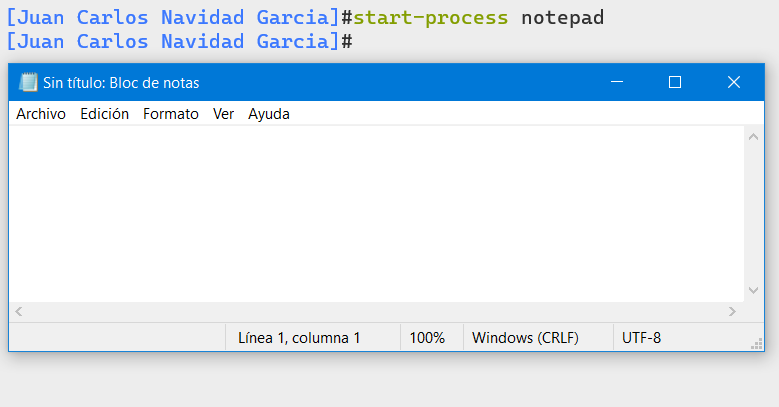 [Juan Carlos Navidad Garcia]#start-process notepad
[Juan Carlos Navidad Garcia]#
Sin título: Bloc de notas
Archivo Edición Formato Ver Ayuda
Línea 1, columna 1 100% Windows (CRLF) UTF-8